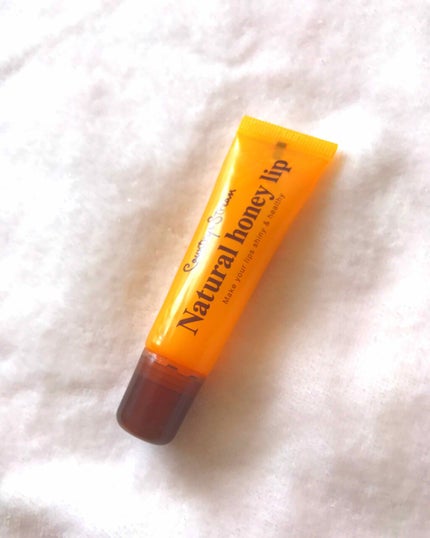 Natural honey lip
Make your lips shiny & healthy